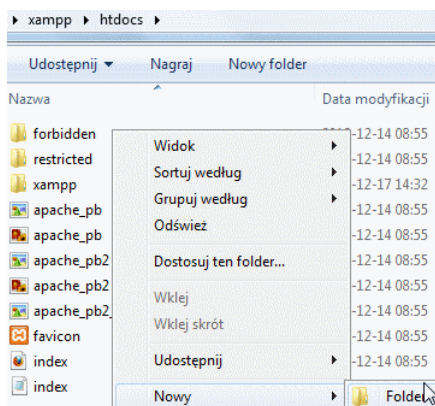 xampp htdocs
Udostępnij Nagraj Nowy folder
Nazwa Data modyfikacji
forbidden -12-14 08:55
restricted -12-14 08:55
xampp -12-17 14:32
apache_pb -12-14 08:55
apache_pb -12-14 08:55
apache_pb2 -12-14 08:55
apache_pb2 -12-14 08:55
apache_pb2_ -12-14 08:55
favicon -12-14 08:55
index -12-14 08:55
index -12-14 08:55
Widok
Sortuj według
Grupuj według
Odśwież
Dostosuj ten folder...
Wklej
Wklej skrót
Udostępnij
Nowy Folder